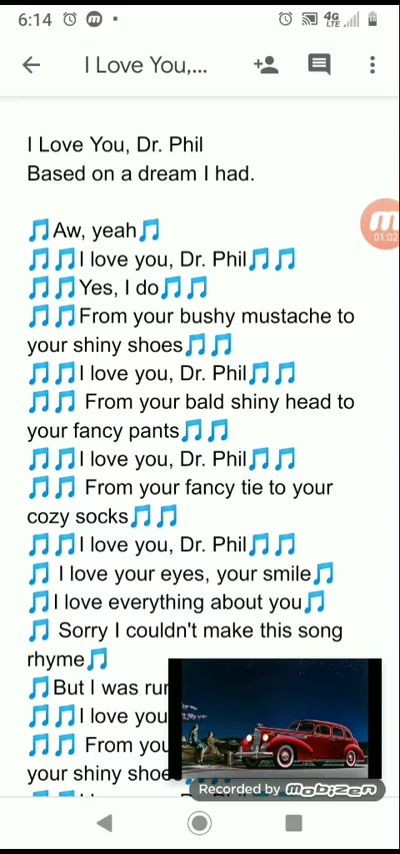 6:14
4G
LTE
I Love You,...
I Love You, Dr. Phil
Based on a dream I had.
01:02
🎵Aw, yeah🎵
🎵🎵I love you, Dr. Phil🎵🎵
🎵🎵Yes, I do🎵🎵
🎵🎵From your bushy mustache to
your shiny shoes🎵🎵
🎵🎵I love you, Dr. Phil🎵🎵
🎵🎵 From your bald shiny head to
your fancy pants🎵🎵
🎵🎵I love you, Dr. Phil🎵🎵
🎵🎵 From your fancy tie to your
cozy socks🎵🎵
🎵🎵I love you, Dr. Phil🎵🎵
🎵 I love your eyes, your smile🎵
🎵I love everything about you🎵
🎵 Sorry I couldn't make this song
rhyme🎵
🎵But I was
🎵🎵I love you
🎵🎵 From
your shiny
Recorded by mobizen